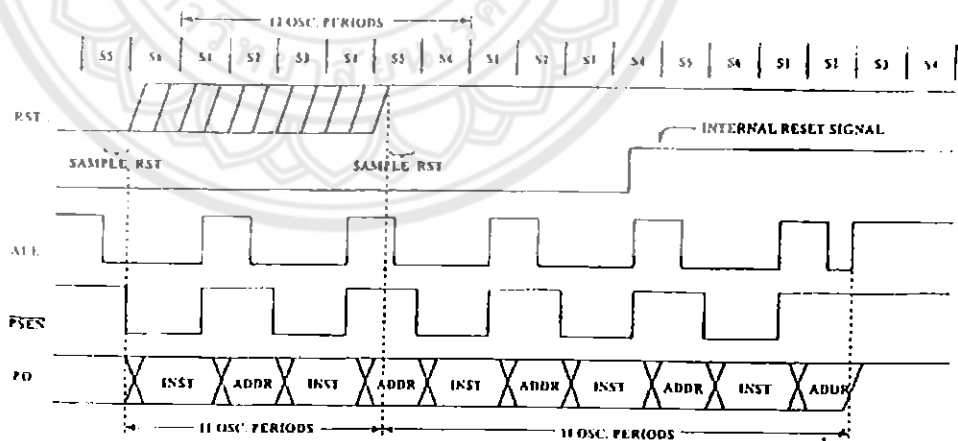 12 OSC. PERIODS
S5 S6 S1 S2 S3 S4 S5 S6 S1 S2 S3 S4 S5 S6 S1 S2 S3 S4
RST
INTERNAL RESET SIGNAL
SAMPLE RST SAMPLE RST
ALE
PSEN
P0 INST ADDR INST ADDR INST ADDR INST ADDR INST ADDR
11 OSC. PERIODS 19 OSC. PERIODS